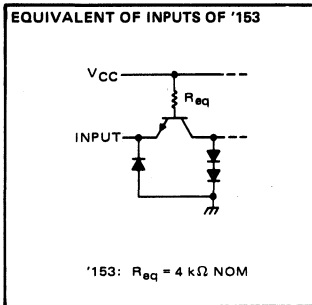 EQUIVALENT OF INPUTS OF '153
VCC
Req
INPUT
'153: Req = 4 kΩ NOM